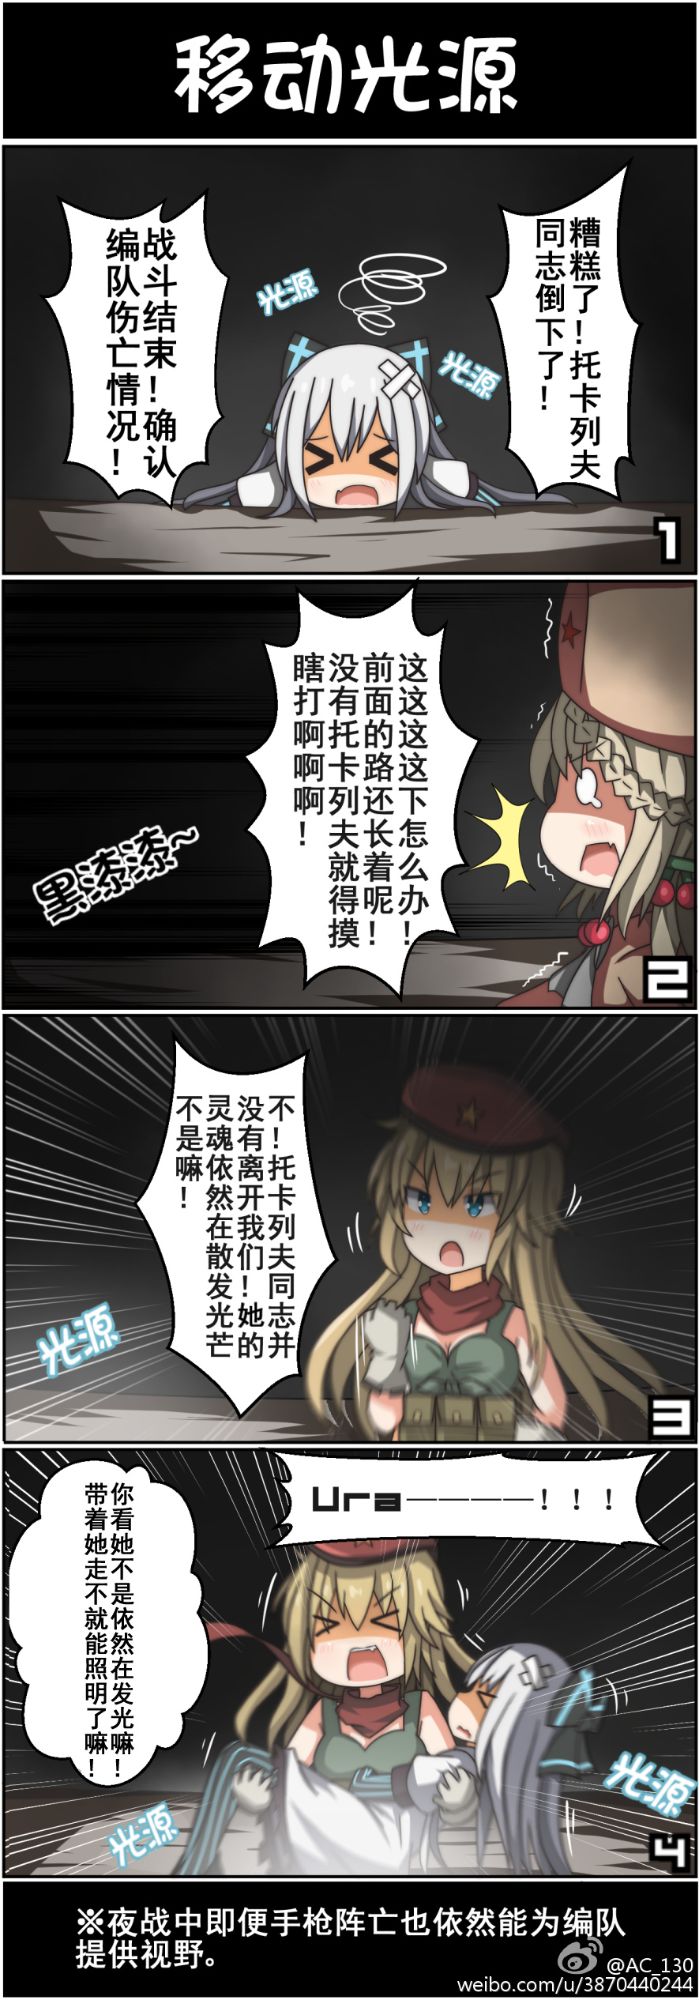 移动光源
糟糕了！托卡列夫
同志倒下了！
战斗结束！确认
编队伤亡情况！
光源
光源
1
这这这这下怎么办！
前面的路还长着呢！
没有托卡列夫就得摸
瞎打啊啊啊！
黑漆漆~
2
不！托卡列夫同志并
没有离开我们！她的
灵魂依然在散发光芒
不是嘛！
光源
3
Ura————！！！
你看她不是依然在发光嘛！
带着她走不就能照明了嘛！
光源
光源
4
※夜战中即便手枪阵亡也依然能为编队
提供视野。
@AC_130
weibo.com/u/3870440244